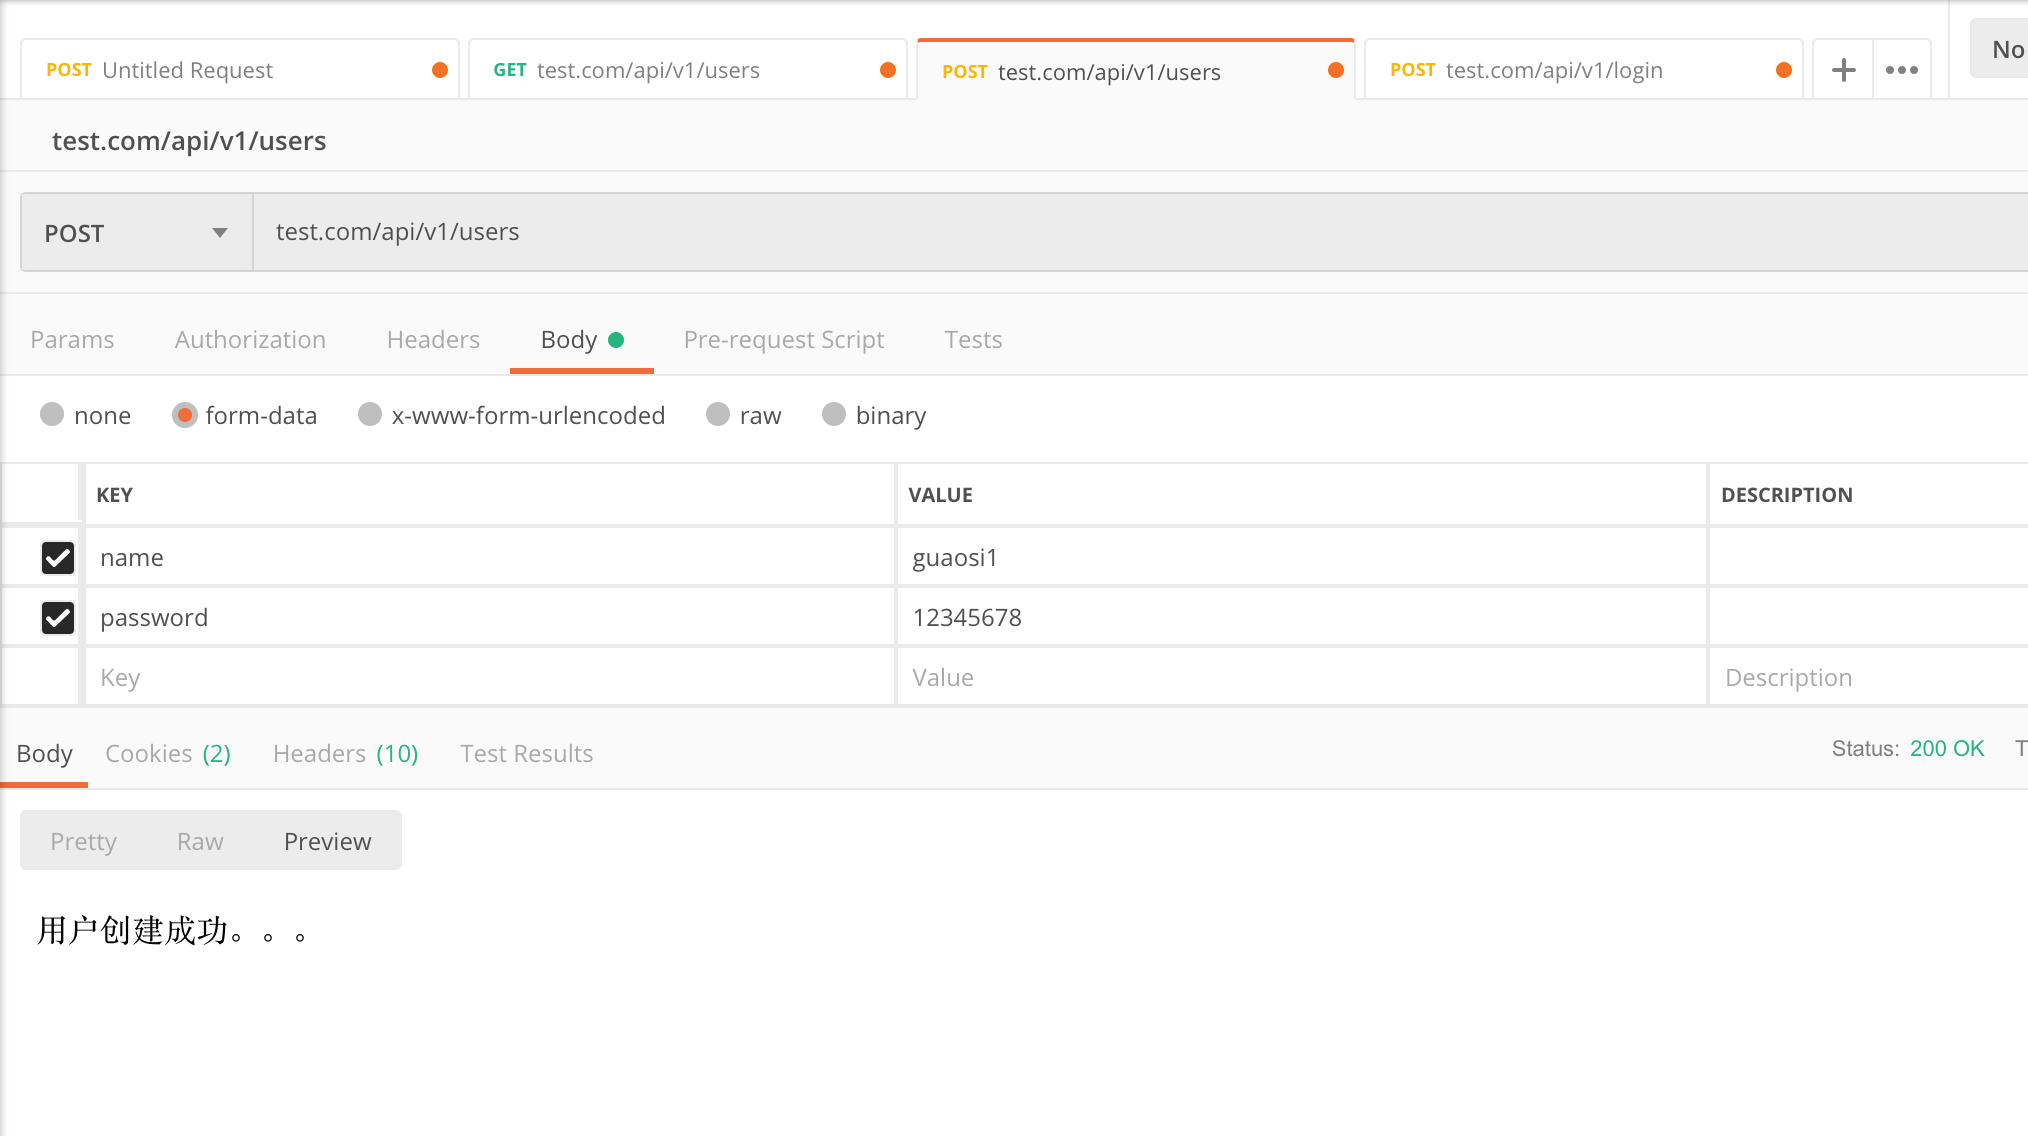 POST Untitled Request
GET test.com/api/v1/users
POST test.com/api/v1/users
POST test.com/api/v1/login
No
test.com/api/v1/users
POST test.com/api/v1/users
Params Authorization Headers Body Pre-request Script Tests
none form-data x-www-form-urlencoded raw binary
KEY VALUE DESCRIPTION
name guaosi1
password 12345678
Key Value Description
Body Cookies (2) Headers (10) Test Results Status: 200 OK T
Pretty Raw Preview
用户创建成功。。。